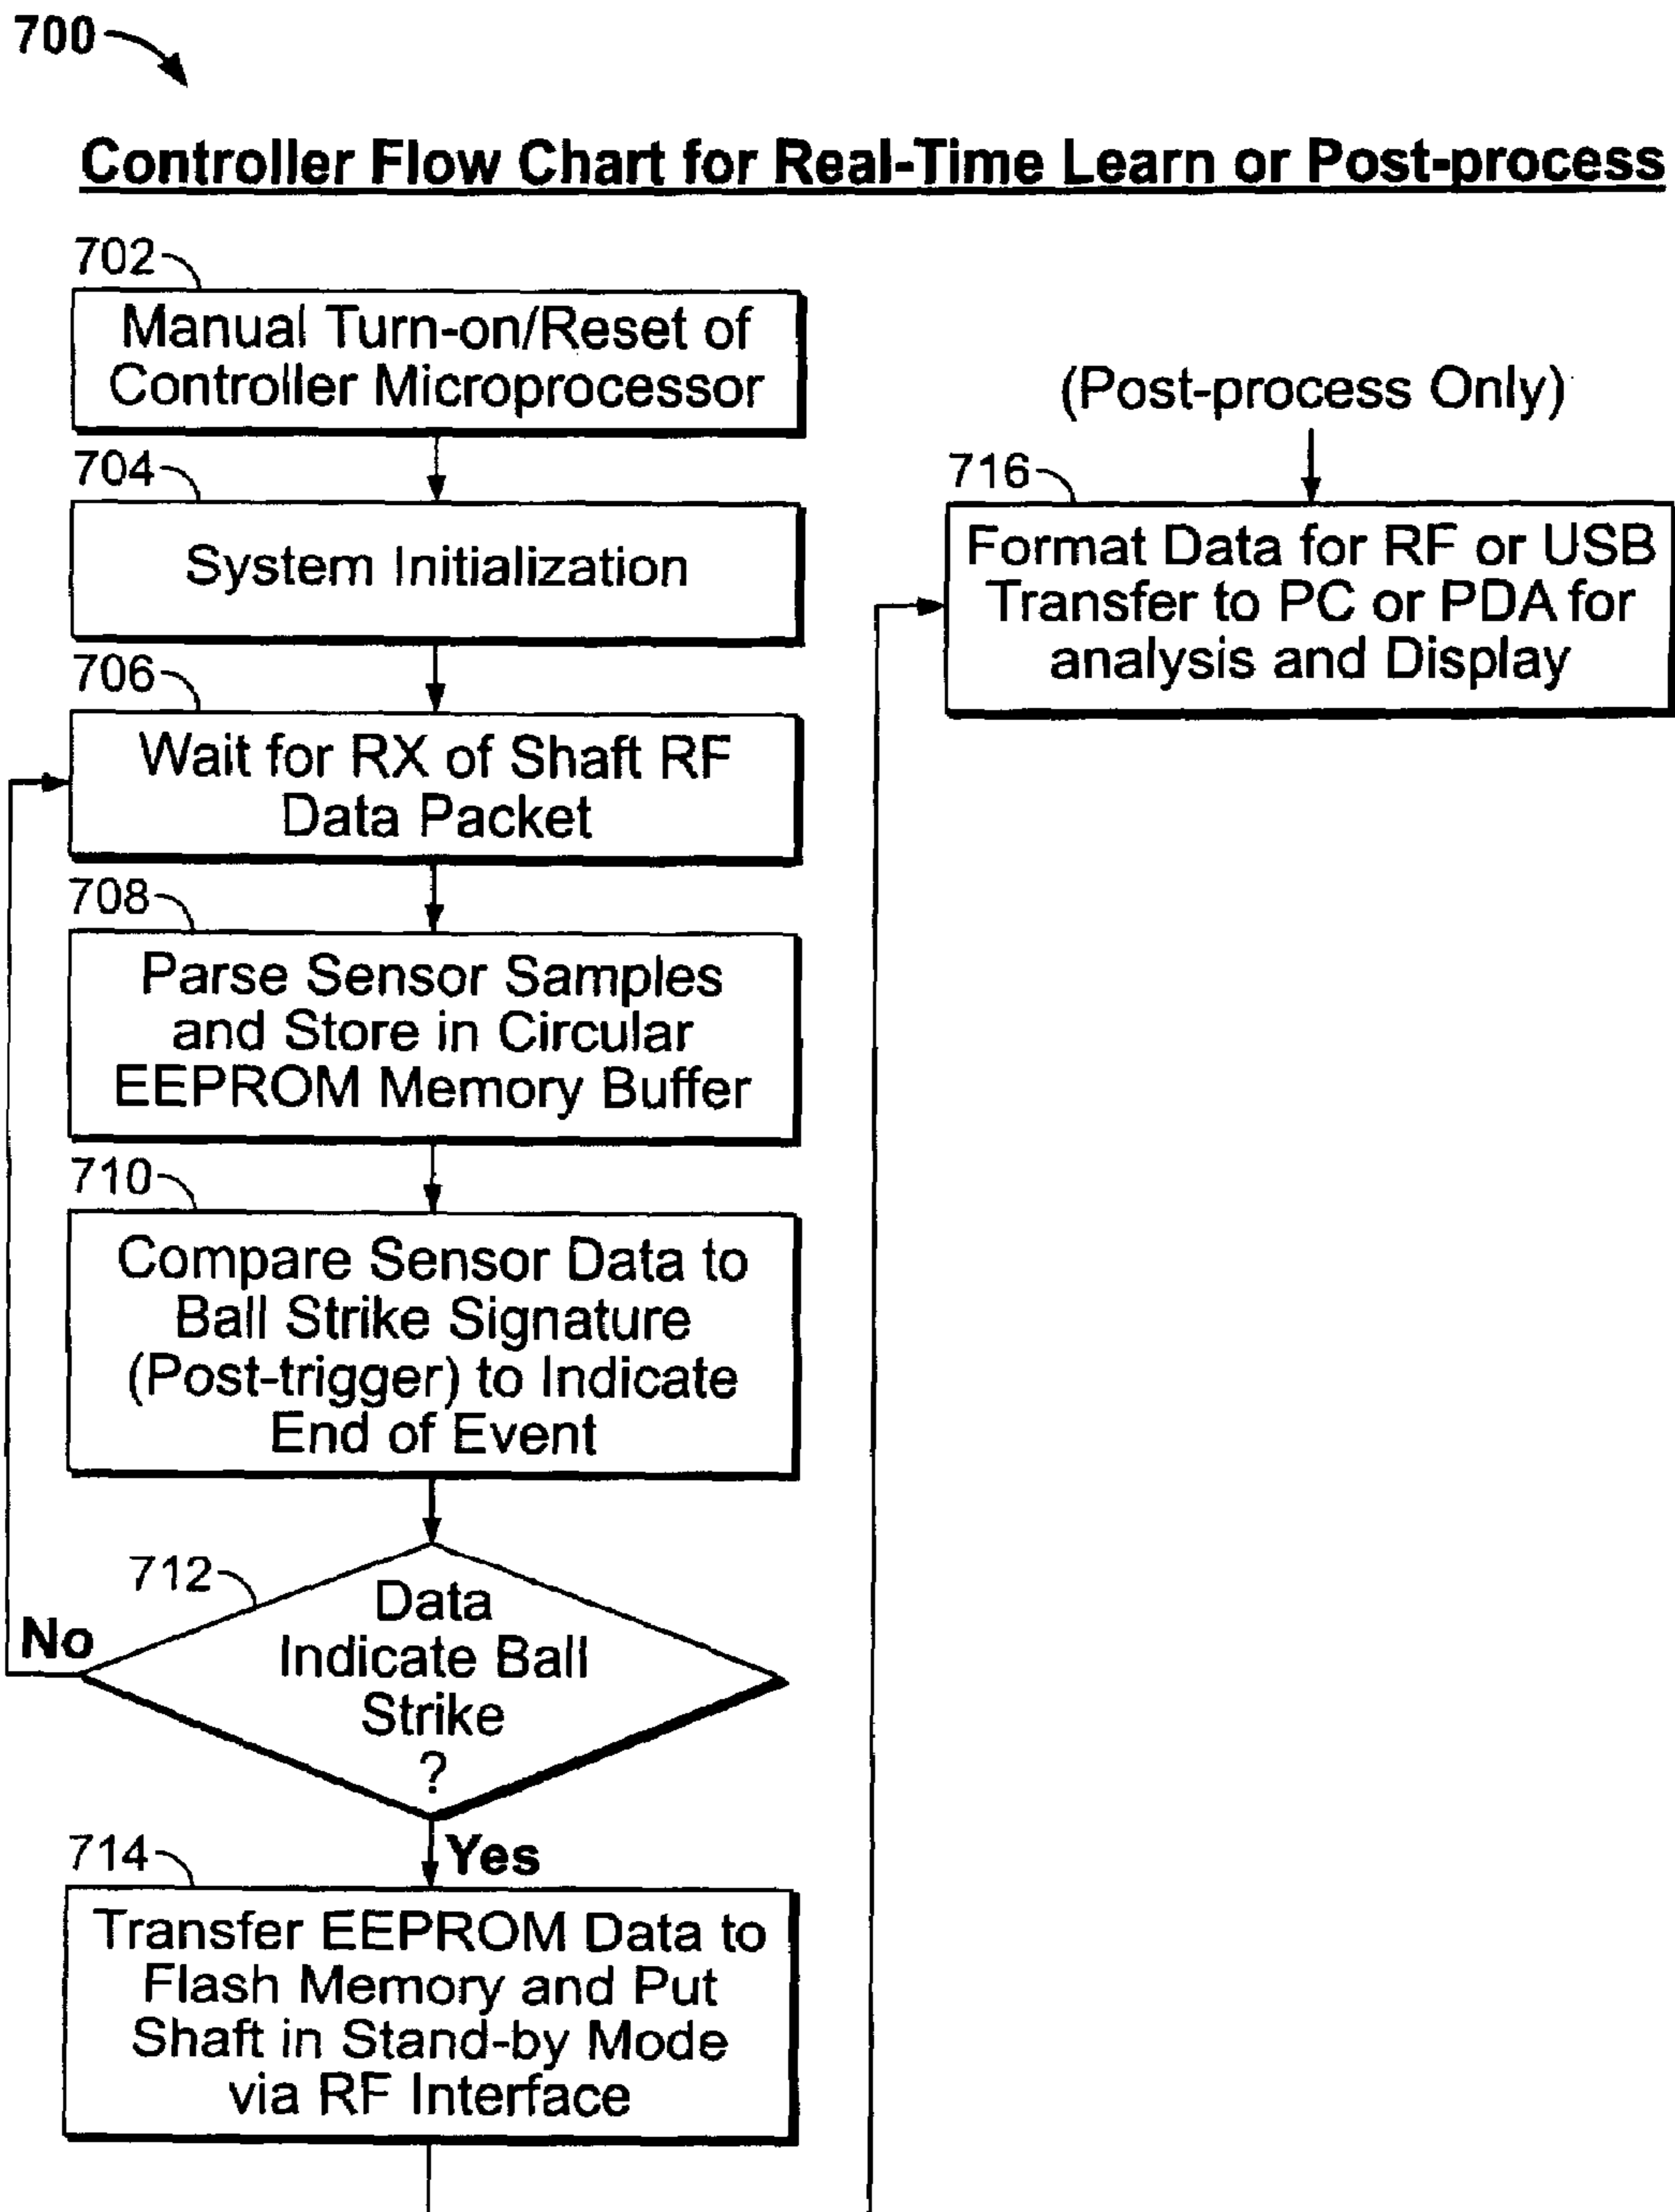 700
Controller Flow Chart for Real-Time Learn or Post-process
702
Manual Turn-on/Reset of
Controller Microprocessor
704
System Initialization
706
Wait for RX of Shaft RF
Data Packet
708
Parse Sensor Samples
and Store in Circular
EEPROM Memory Buffer
710
Compare Sensor Data to
Ball Strike Signature
(Post-trigger) to Indicate
End of Event
712
Data
Indicate Ball
Strike
?
No
Yes
714
Transfer EEPROM Data to
Flash Memory and Put
Shaft in Stand-by Mode
via RF Interface
(Post-process Only)
716
Format Data for RF or USB
Transfer to PC or PDA for
analysis and Display